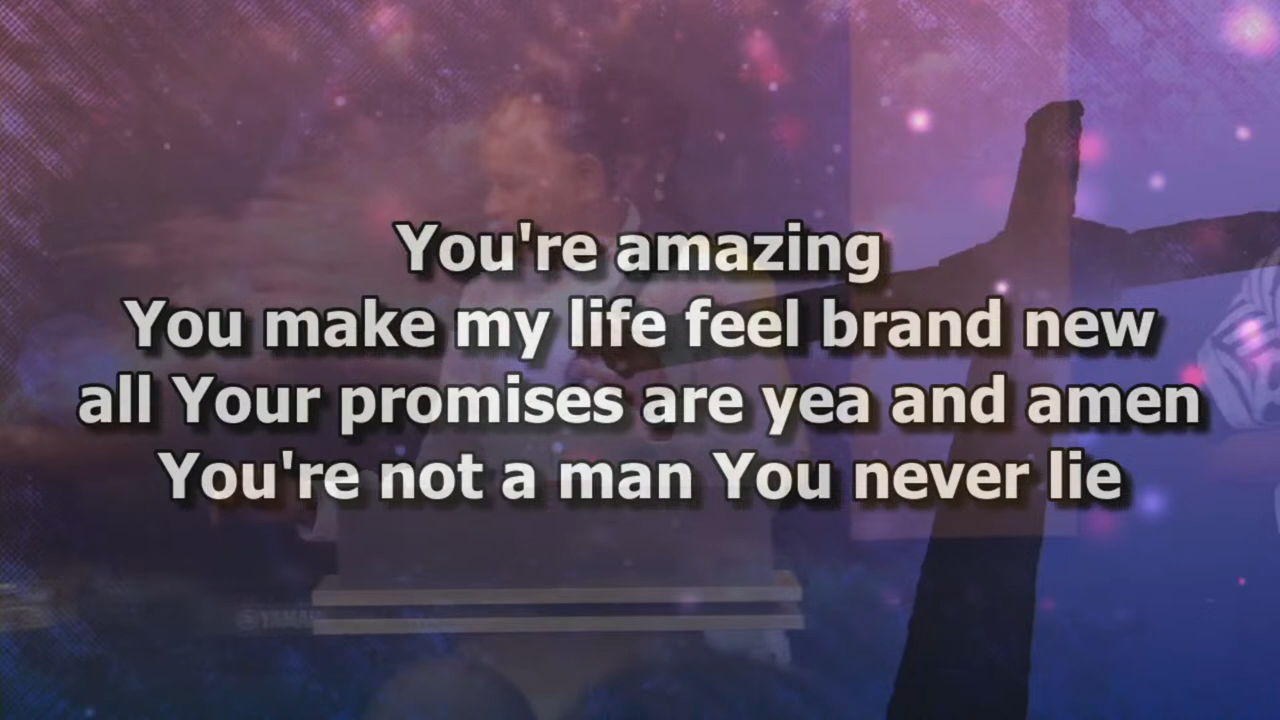 You're amazing
You make my life feel brand new
all Your promises are yea and amen
You're not a man You never lie